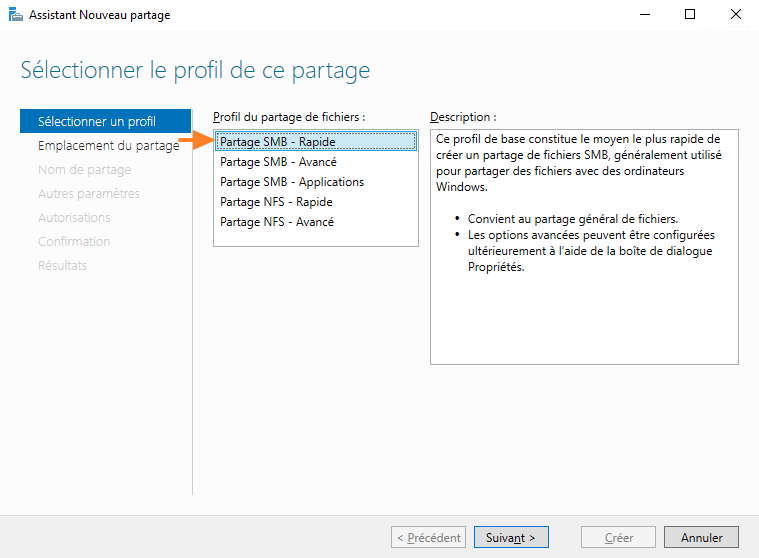 Assistant Nouveau partage
Sélectionner le profil de ce partage
Sélectionner un profil
Emplacement du partage
Nom de partage
Autres paramètres
Autorisations
Confirmation
Résultats
Profil du partage de fichiers :
Partage SMB - Rapide
Partage SMB - Avancé
Partage SMB - Applications
Partage NFS - Rapide
Partage NFS - Avancé
Description :
Ce profil de base constitue le moyen le plus rapide de
créer un partage de fichiers SMB, généralement utilisé
pour partager des fichiers avec des ordinateurs
Windows.
• Convient au partage général de fichiers.
• Les options avancées peuvent être configurées
ultérieurement à l'aide de la boîte de dialogue
Propriétés.
< Précédent
Suivant >
Créer
Annuler